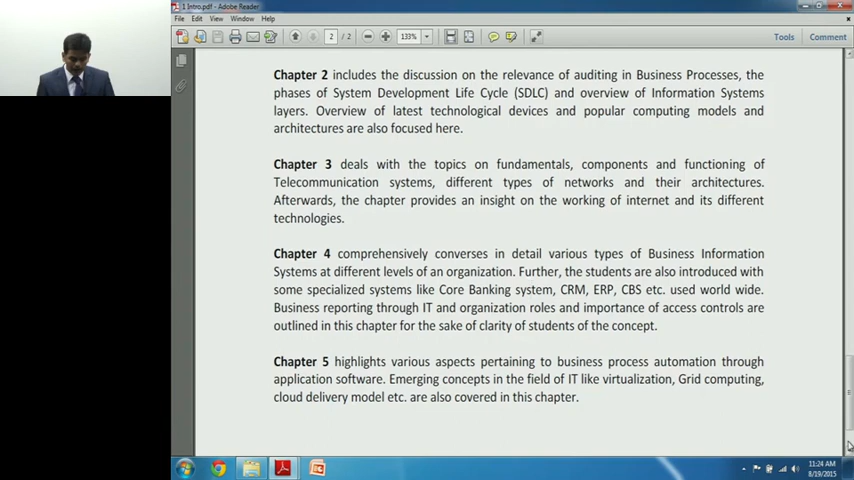 1 Intro.pdf - Adobe Reader
File Edit View Window Help
2 / 2 133% Tools Comment
Chapter 2 includes the discussion on the relevance of auditing in Business Processes, the
phases of System Development Life Cycle (SDLC) and overview of Information Systems
layers. Overview of latest technological devices and popular computing models and
architectures are also focused here.
Chapter 3 deals with the topics on fundamentals, components and functioning of
Telecommunication systems, different types of networks and their architectures.
Afterwards, the chapter provides an insight on the working of internet and its different
technologies.
Chapter 4 comprehensively converses in detail various types of Business Information
Systems at different levels of an organization. Further, the students are also introduced with
some specialized systems like Core Banking system, CRM, ERP, CBS etc. used world wide.
Business reporting through IT and organization roles and importance of access controls are
outlined in this chapter for the sake of clarity of students of the concept.
Chapter 5 highlights various aspects pertaining to business process automation through
application software. Emerging concepts in the field of IT like virtualization, Grid computing,
cloud delivery model etc. are also covered in this chapter.
11:24 AM
8/19/2015